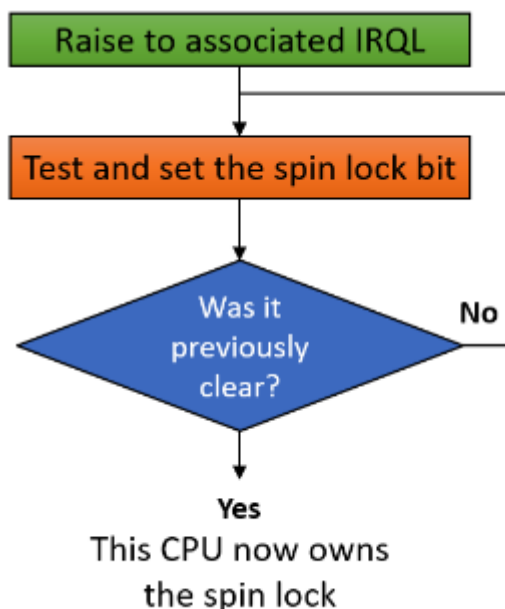 Raise to associated IRQL
Test and set the spin lock bit
Was it
previously
clear?
No
Yes
This CPU now owns
the spin lock